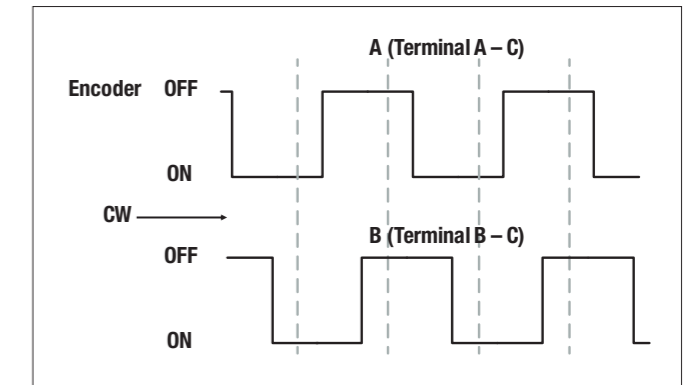 A (Terminal A – C)
Encoder OFF
ON
CW
B (Terminal B – C)
OFF
ON